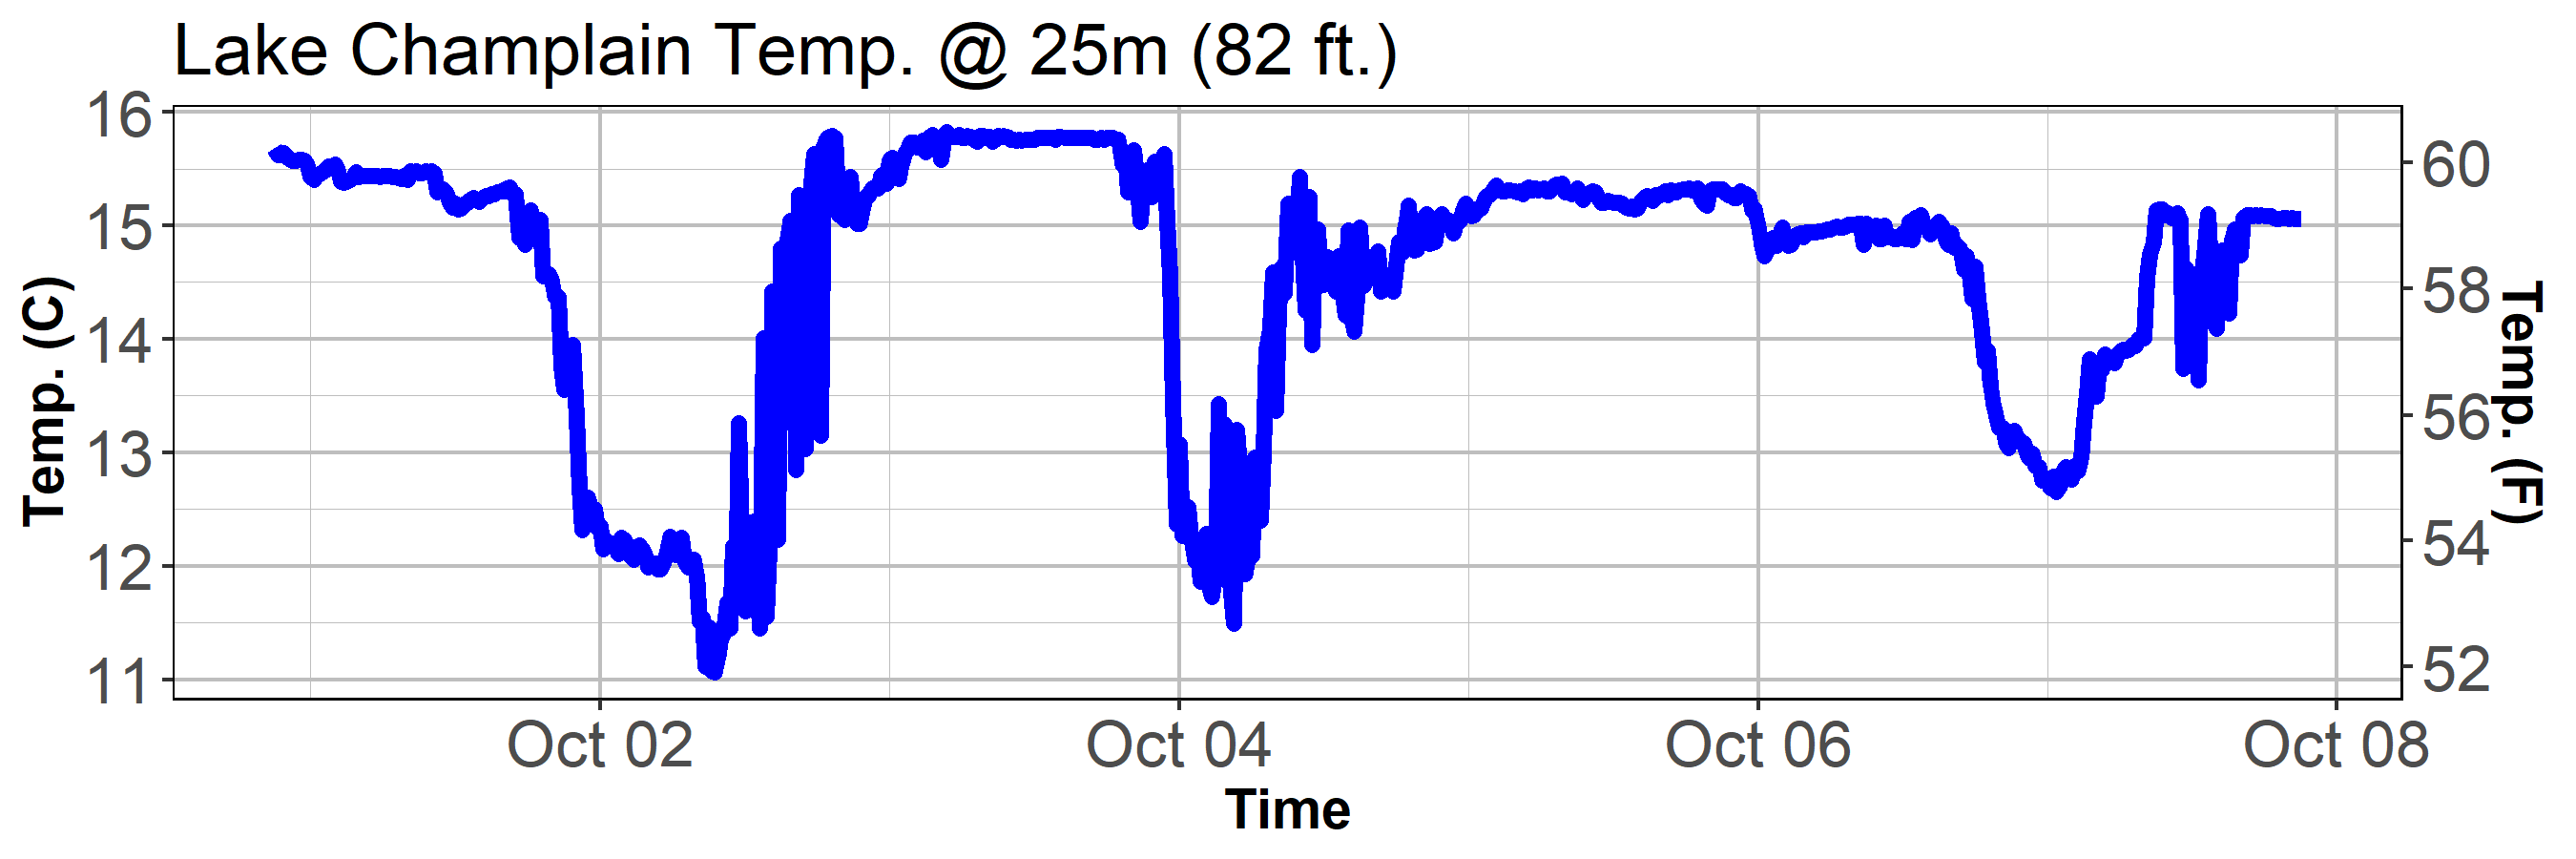 Lake Champlain Temp. @ 25m (82 ft.)
16
15
14
13
12
11
Temp. (C)
60
58
56
54
52
Temp. (F)
Oct 02 Oct 04 Oct 06 Oct 08
Time